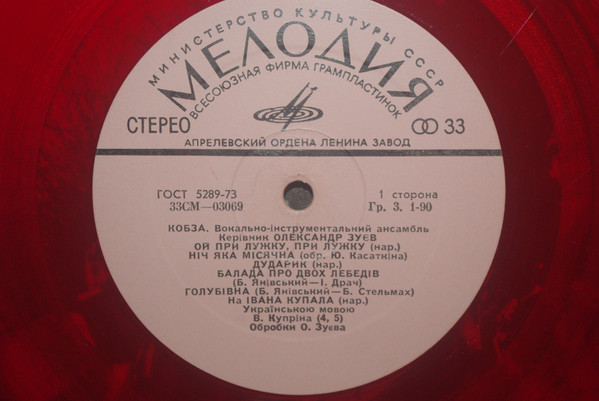 МИНИСТЕРСТВО КУЛЬТУРЫ СССР
МЕЛОДИЯ
ВСЕСОЮЗНАЯ ФИРМА ГРАМПЛАСТИНОК
СТЕРЕО 33
АПРЕЛЕВСКИЙ ОРДЕНА ЛЕНИНА ЗАВОД
ГОСТ 5289-73 1 сторона
33СМ—03069 Гр. 3. 1-90
КОБЗА. Вокально-інструментальний ансамбль
Керівник ОЛЕКСАНДР ЗУЄВ
ОЙ ПРИ ЛУЖКУ, ПРИ ЛУЖКУ (нар.)
НІЧ ЯКА МІСЯЧНА (обр. Ю. Касаткіна)
ДУДАРИК (нар.)
БАЛАДА ПРО ДВОХ ЛЕБЕДІВ
(Б. Янівський—І. Драч)
ГОЛУБІВНА (Б. Янівський—Б. Стельмах)
На ІВАНА КУПАЛА (нар.)
Українською мовою
В. Купріна (4, 5)
Обробки О. Зуєва